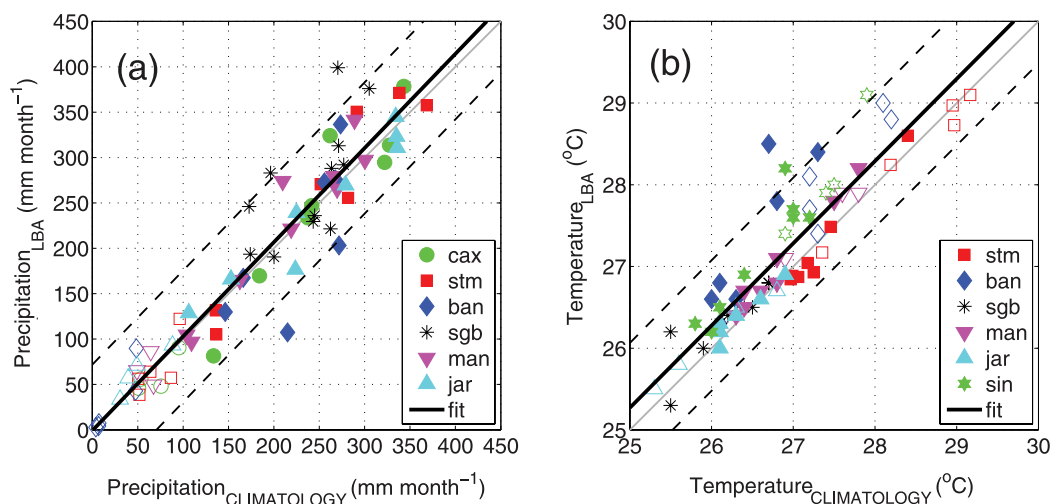 (a)
450
400
350
300
250
200
150
100
50
0
0 50 100 150 200 250 300 350 400 450
Precipitation_LBA (mm month⁻¹)
Precipitation_CLIMATOLOGY (mm month⁻¹)
cax
stm
ban
sgb
man
jar
fit
(b)
30
29
28
27
26
25
25 26 27 28 29 30
Temperature_LBA (°C)
Temperature_CLIMATOLOGY (°C)
stm
ban
sgb
man
jar
sin
fit